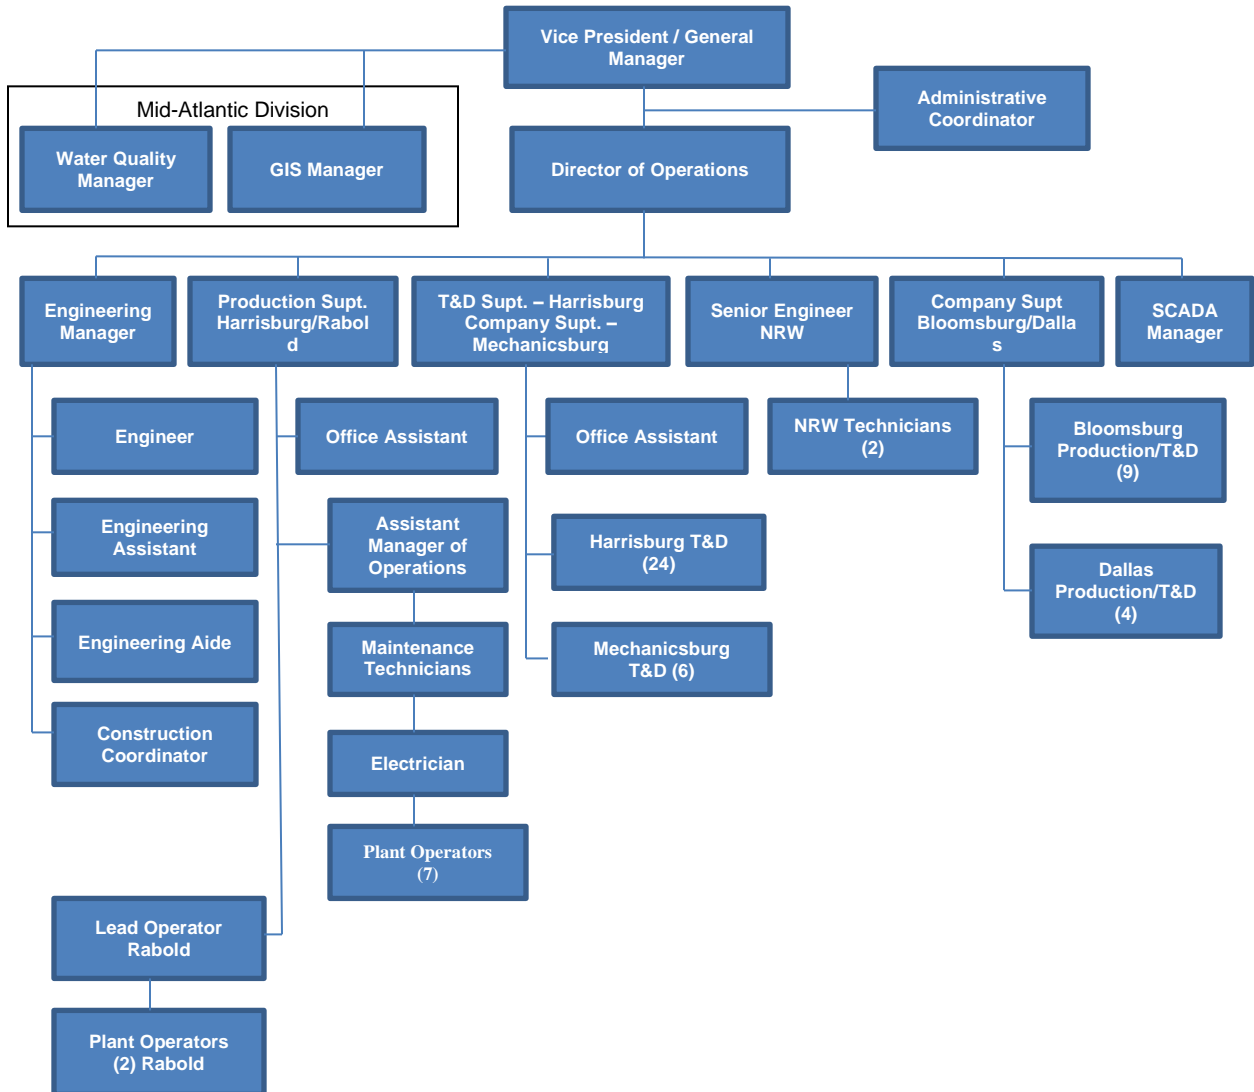 Vice President / General
Manager
Administrative
Coordinator
Mid-Atlantic Division
Water Quality
Manager
GIS Manager
Director of Operations
Engineering
Manager
Production Supt.
Harrisburg/Rabol
d
T&D Supt. – Harrisburg
Company Supt. –
Mechanicsburg
Senior Engineer
NRW
Company Supt
Bloomsburg/Dalla
s
SCADA
Manager
Engineer
Office Assistant
Office Assistant
NRW Technicians
(2)
Bloomsburg
Production/T&D
(9)
Engineering
Assistant
Assistant
Manager of
Operations
Harrisburg T&D
(24)
Dallas
Production/T&D
(4)
Engineering Aide
Maintenance
Technicians
Mechanicsburg
T&D (6)
Construction
Coordinator
Electrician
Plant Operators
(7)
Lead Operator
Rabold
Plant Operators
(2) Rabold